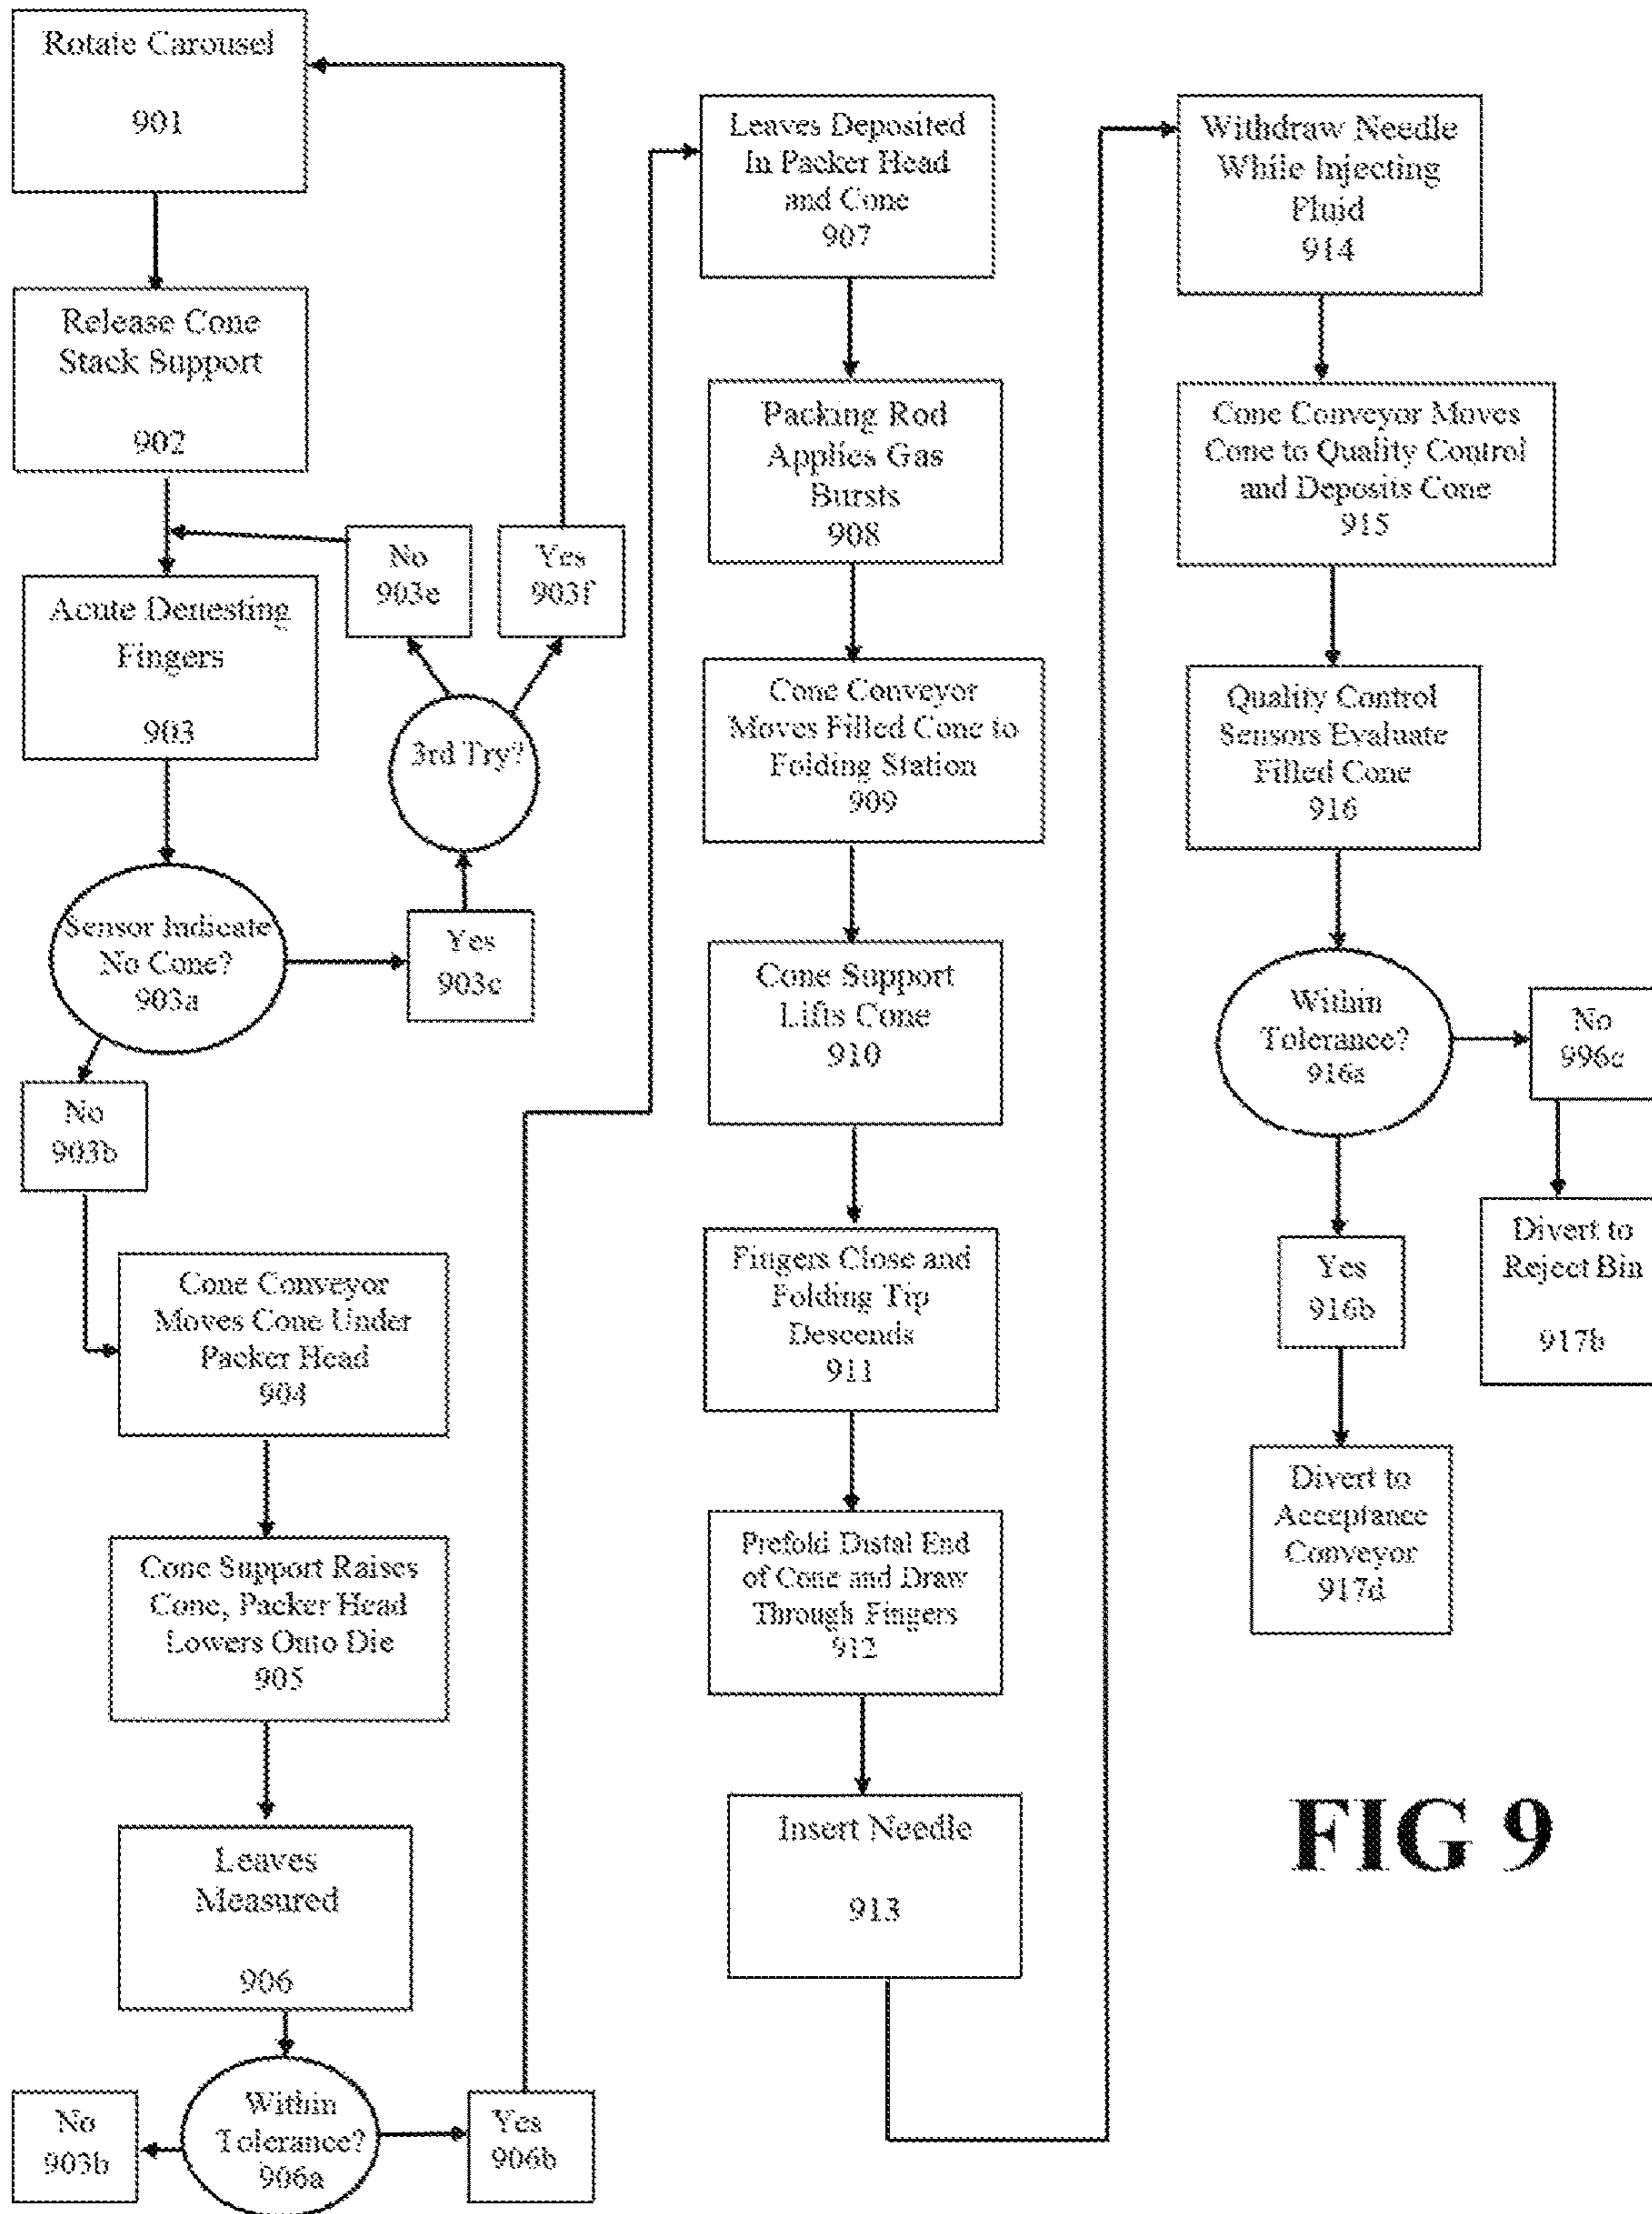 Rotate Carousel
901
Release Cone
Stack Support
902
Acute Denesting
Fingers
903
No
903e
Yes
903f
3rd Try?
Sensor Indicate
No Cone?
903a
Yes
903c
No
903b
Cone Conveyor
Moves Cone Under
Packer Head
904
Cone Support Raises
Cone, Packer Head
Lowers Onto Die
905
Leaves
Measured
906
Within
Tolerance?
906a
No
903b
Yes
906b
Leaves Deposited
In Packer Head
and Cone
907
Packing Rod
Applies Gas
Bursts
908
Cone Conveyor
Moves Filled Cone to
Folding Station
909
Cone Support
Lifts Cone
910
Fingers Close and
Folding Tip
Descends
911
Prefold Distal End
of Cone and Draw
Through Fingers
912
Insert Needle
913
Withdraw Needle
While Injecting
Fluid
914
Cone Conveyor Moves
Cone to Quality Control
and Deposits Cone
915
Quality Control
Sensors Evaluate
Filled Cone
916
Within
Tolerance?
916a
No
996c
Yes
916b
Divert to
Reject Bin
917b
Divert to
Acceptance
Conveyor
917d
FIG 9